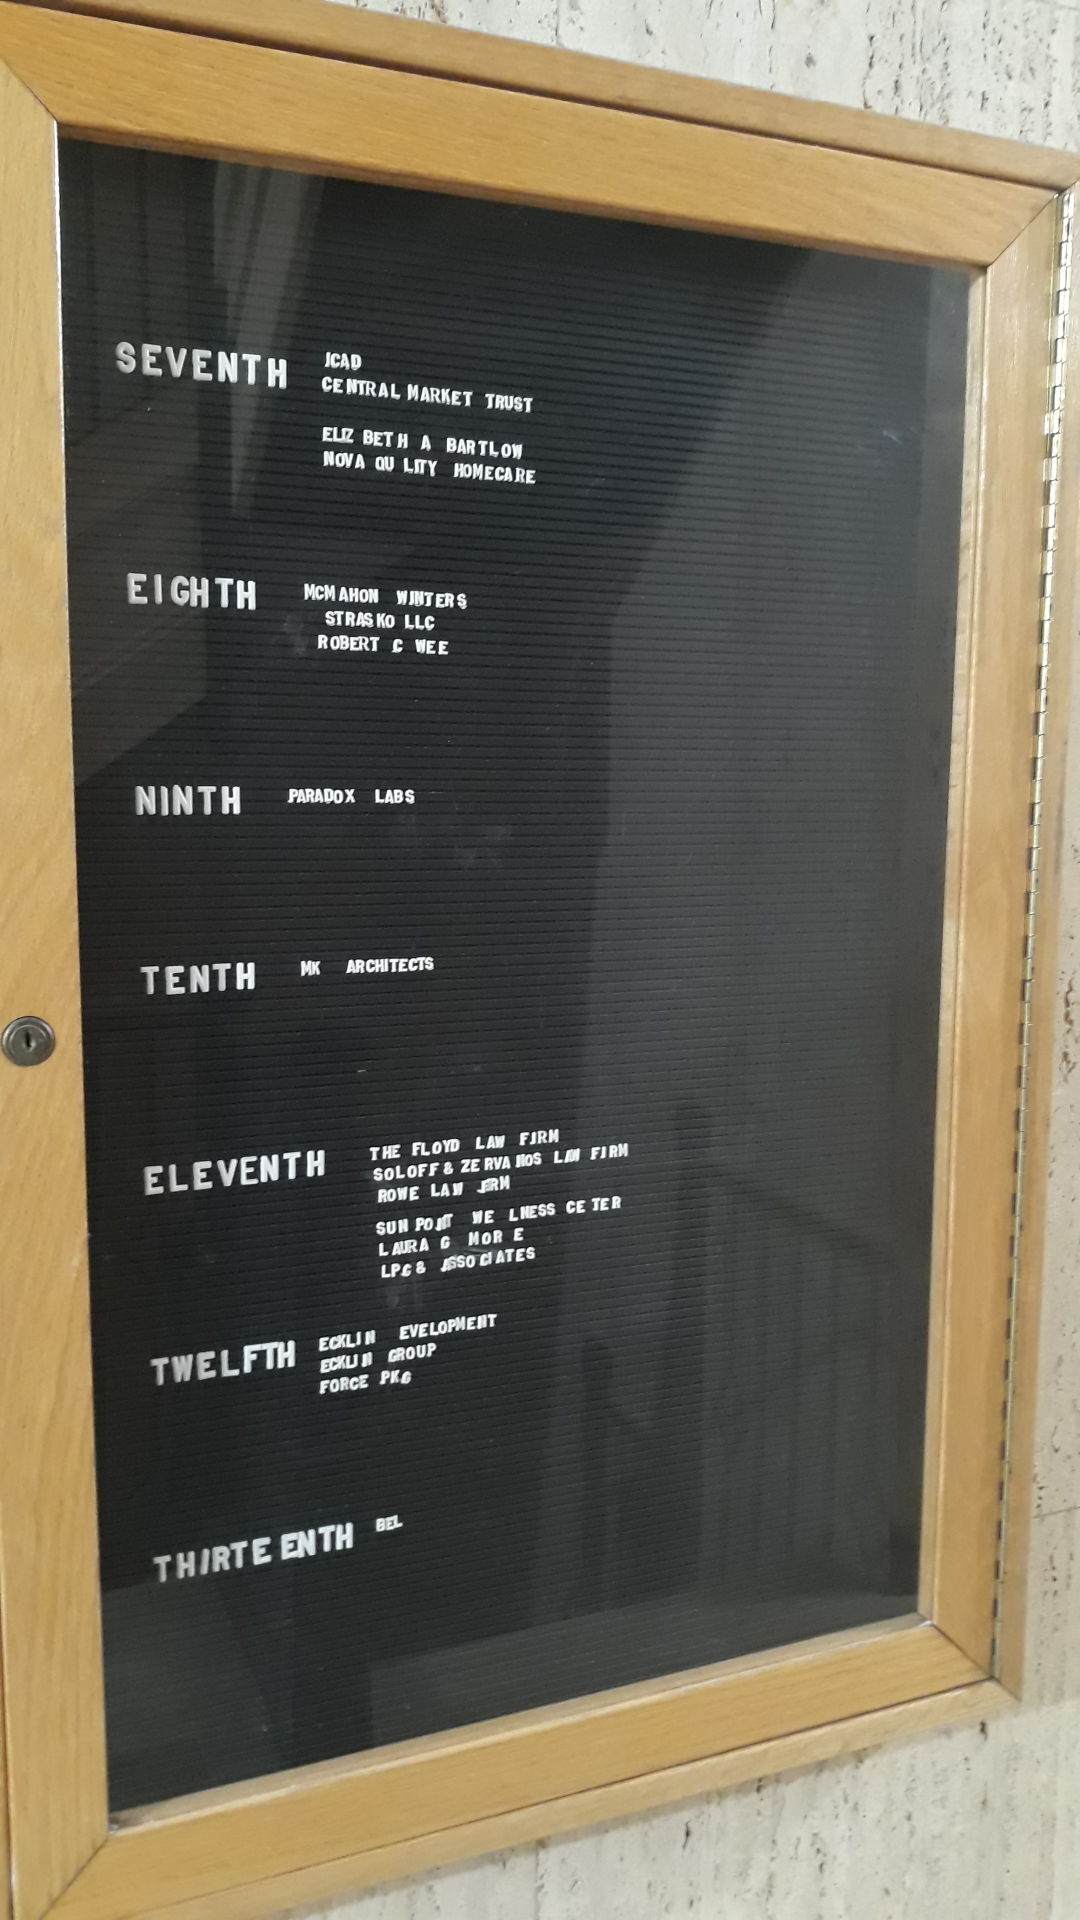 SEVENTH JCAD
CENTRAL MARKET TRUST
ELIZ BETH A BARTLOW
NOVA QU LITY HOMECARE
EIGHTH MCMAHON WINTERS
STRASKO LLC
ROBERT C WEE
NINTH PARADOX LABS
TENTH MK ARCHITECTS
ELEVENTH THE FLOYD LAW FIRM
SOLOFF & ZERVANOS LAW FIRM
ROWE LAW FIRM
SUN POINT WE LNESS CE TER
LAURA G MOR E
LPC & ASSOCIATES
TWELFTH ECKLIN EVELOPMENT
ECKLIN GROUP
FORCE PKG
THIRTEENTH BEL